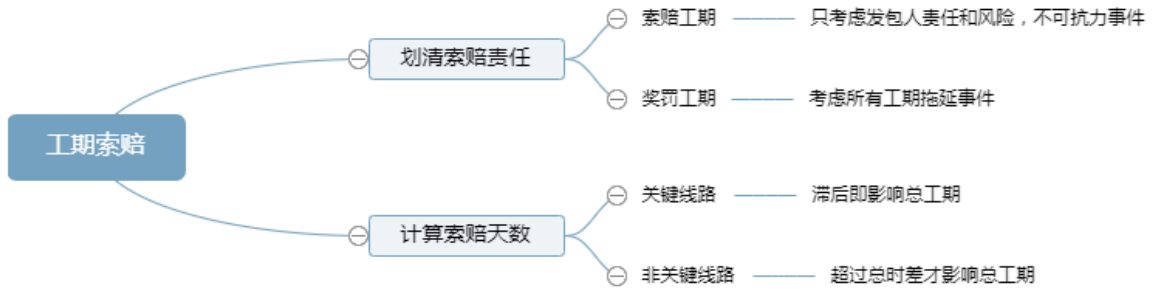 工期索赔
划清索赔责任
索赔工期
只考虑发包人责任和风险，不可抗力事件
奖罚工期
考虑所有工期拖延事件
计算索赔天数
关键线路
滞后即影响总工期
非关键线路
超过总时差才影响总工期